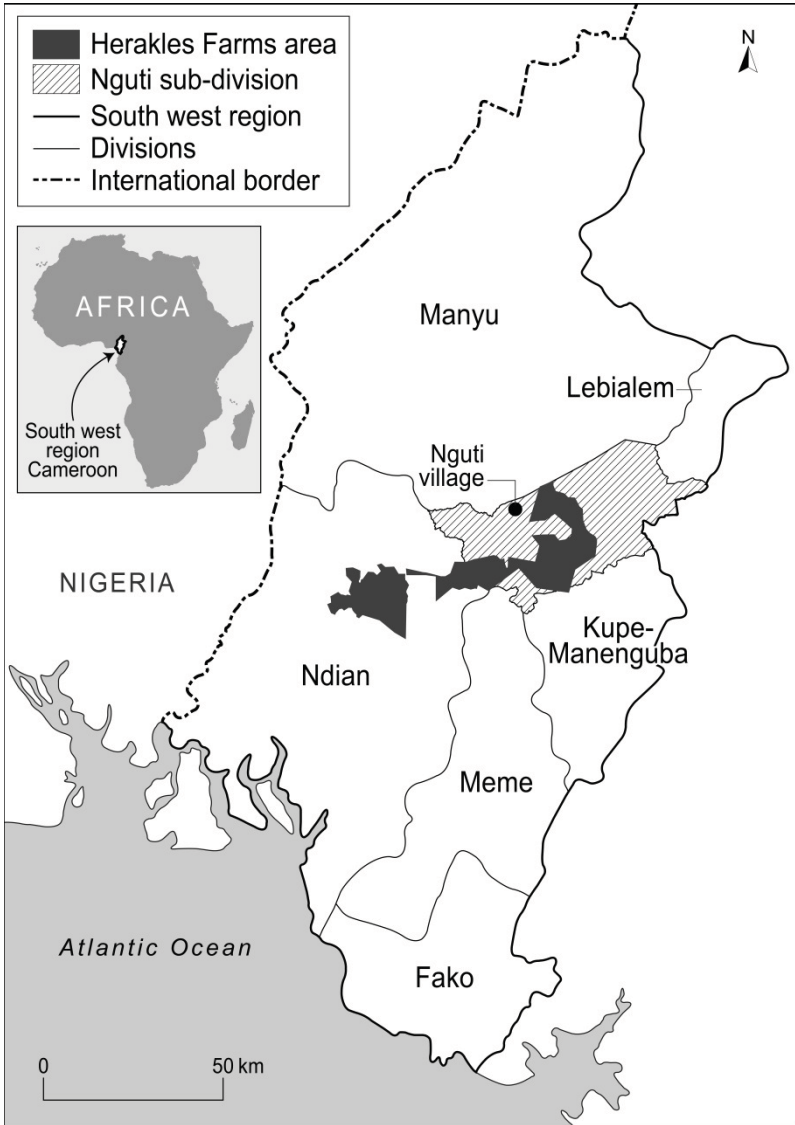 Herakles Farms area
Nguti sub-division
South west region
Divisions
International border
N
AFRICA
South west
region
Cameroon
Manyu
Lebialem
Nguti
village
NIGERIA
Ndian
Kupe-
Manenguba
Meme
Atlantic Ocean
Fako
0
50 km